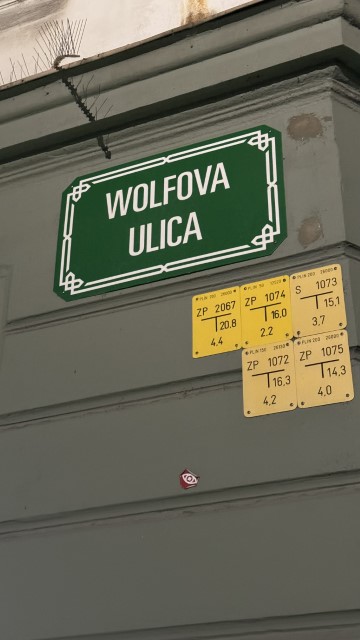 WOLFOVA
ULICA
ZP 2067
20,8
4,4
ZP 1074
16,0
2,2
S 1073
15,1
3,7
ZP 1072
16,3
4,2
ZP 1075
14,3
4,0